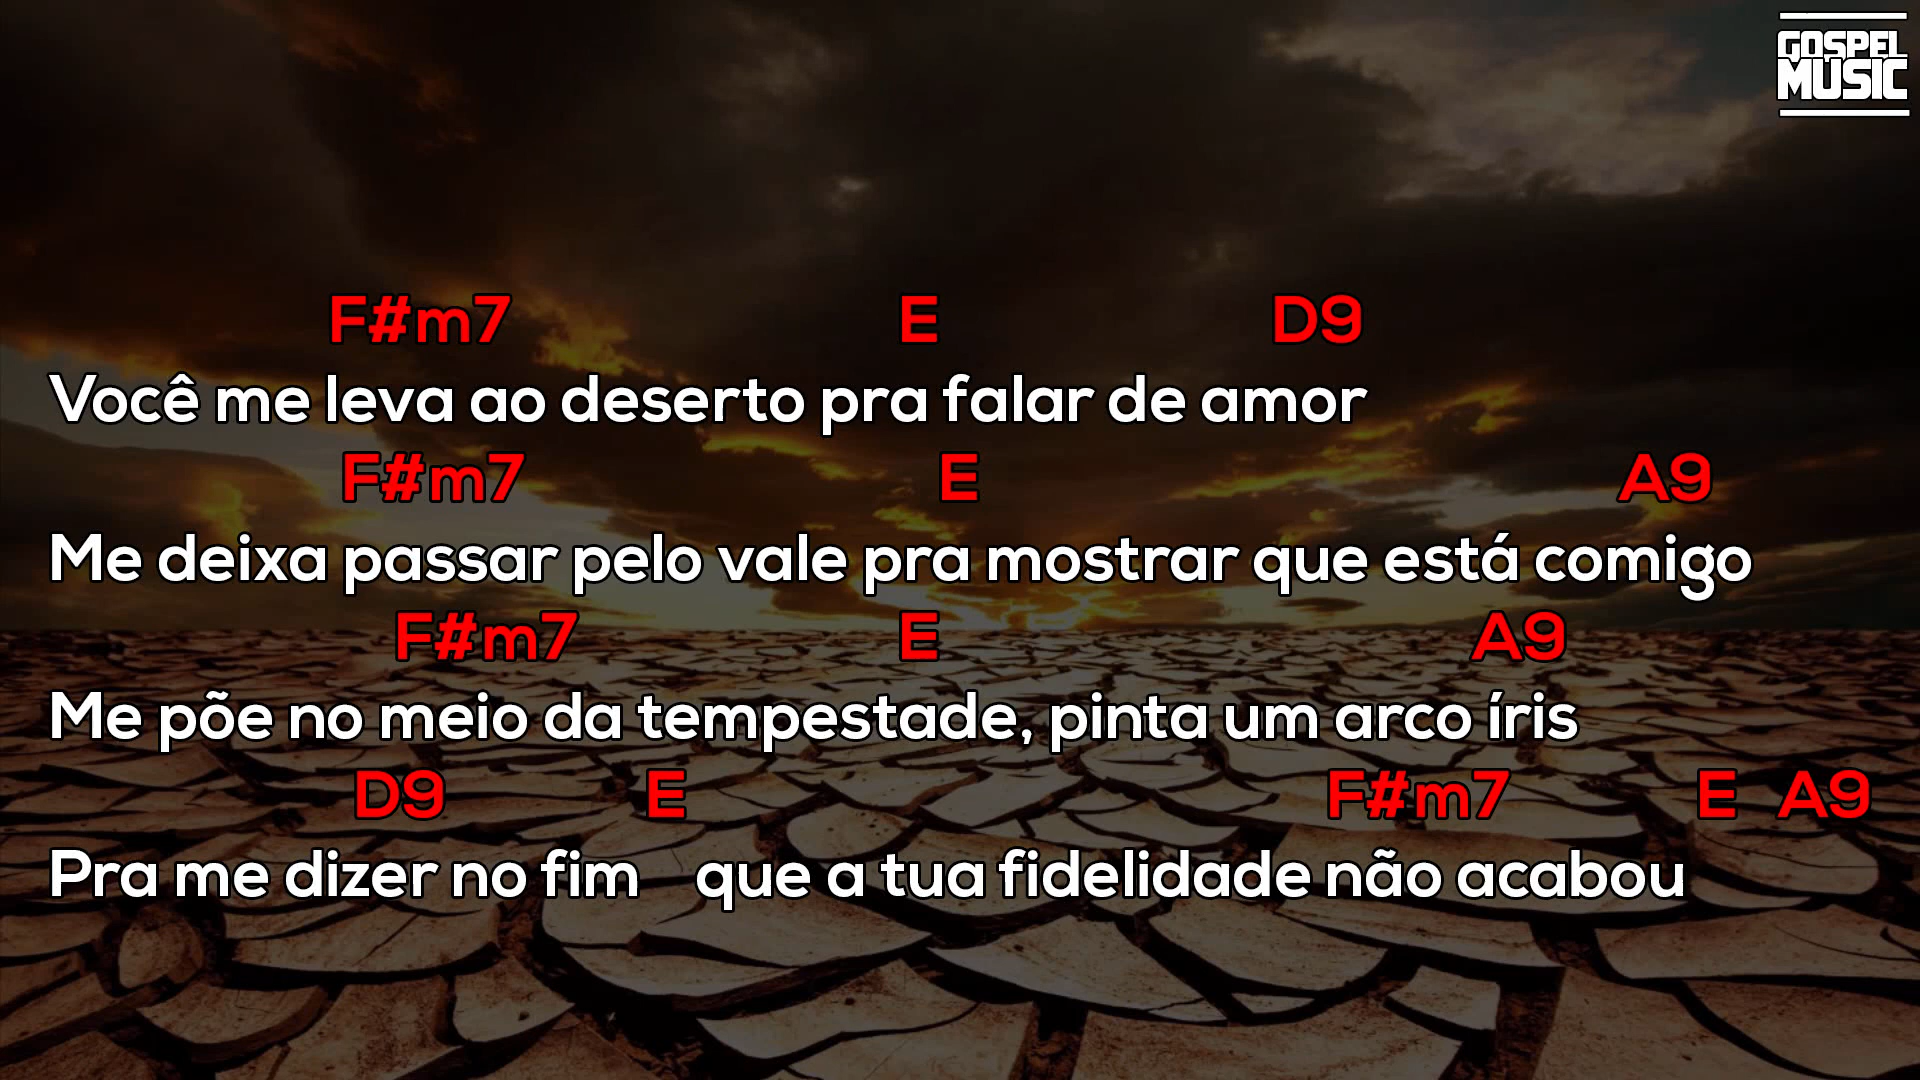 GOSPEL
MUSIC
F#m7 E D9
Você me leva ao deserto pra falar de amor
F#m7 E A9
Me deixa passar pelo vale pra mostrar que está comigo
F#m7 E A9
Me põe no meio da tempestade, pinta um arco íris
D9 E F#m7 E A9
Pra me dizer no fim que a tua fidelidade não acabou